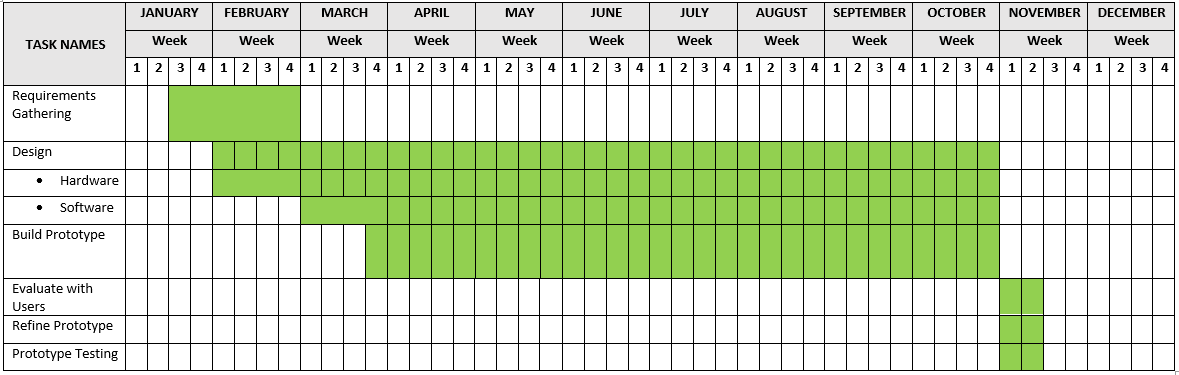 TASK NAMES JANUARY FEBRUARY MARCH APRIL MAY JUNE JULY AUGUST SEPTEMBER OCTOBER NOVEMBER DECEMBER
Week Week Week Week Week Week Week Week Week Week Week Week
1 2 3 4 1 2 3 4 1 2 3 4 1 2 3 4 1 2 3 4 1 2 3 4 1 2 3 4 1 2 3 4 1 2 3 4 1 2 3 4 1 2 3 4 1 2 3 4
Requirements
Gathering
Design
• Hardware
• Software
Build Prototype
Evaluate with
Users
Refine Prototype
Prototype Testing